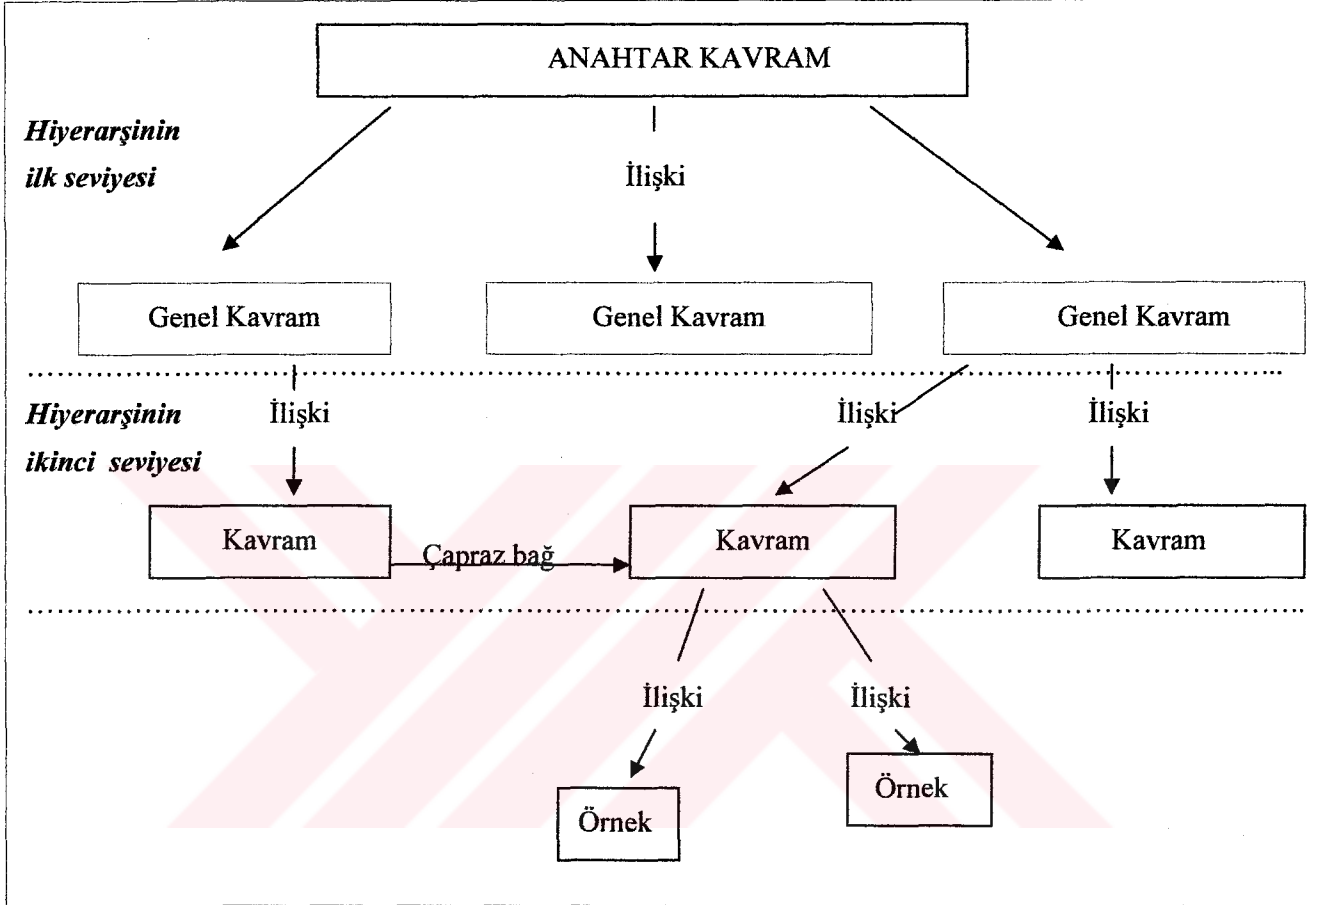 ANAHTAR KAVRAM
Hiyerarşinin
ilk seviyesi
İlişki
Genel Kavram
Genel Kavram
Genel Kavram
Hiyerarşinin
ikinci seviyesi
İlişki
İlişki
İlişki
Kavram
Çapraz bağ
Kavram
Kavram
İlişki
İlişki
Örnek
Örnek